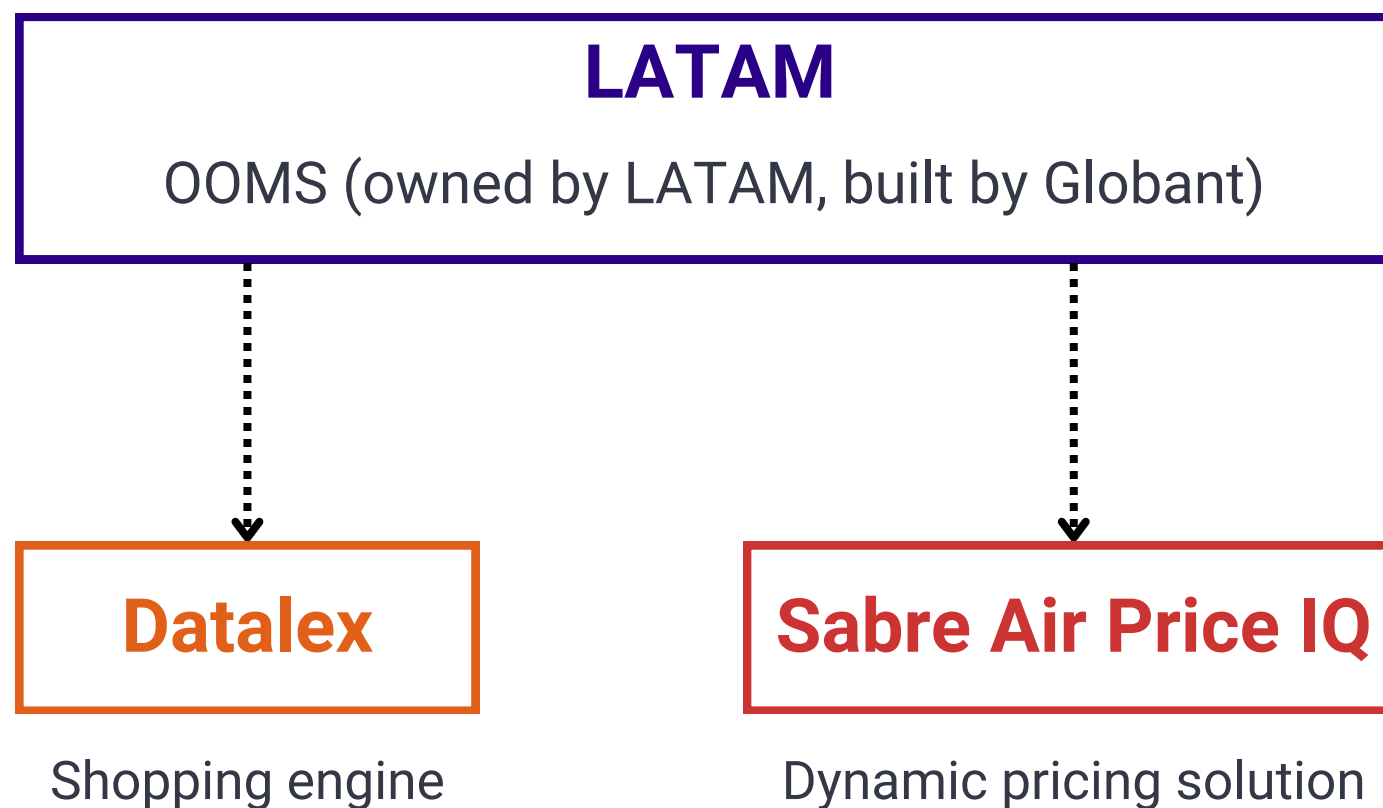 LATAM
OOMS (owned by LATAM, built by Globant)
Datalex
Sabre Air Price IQ
Shopping engine
Dynamic pricing solution